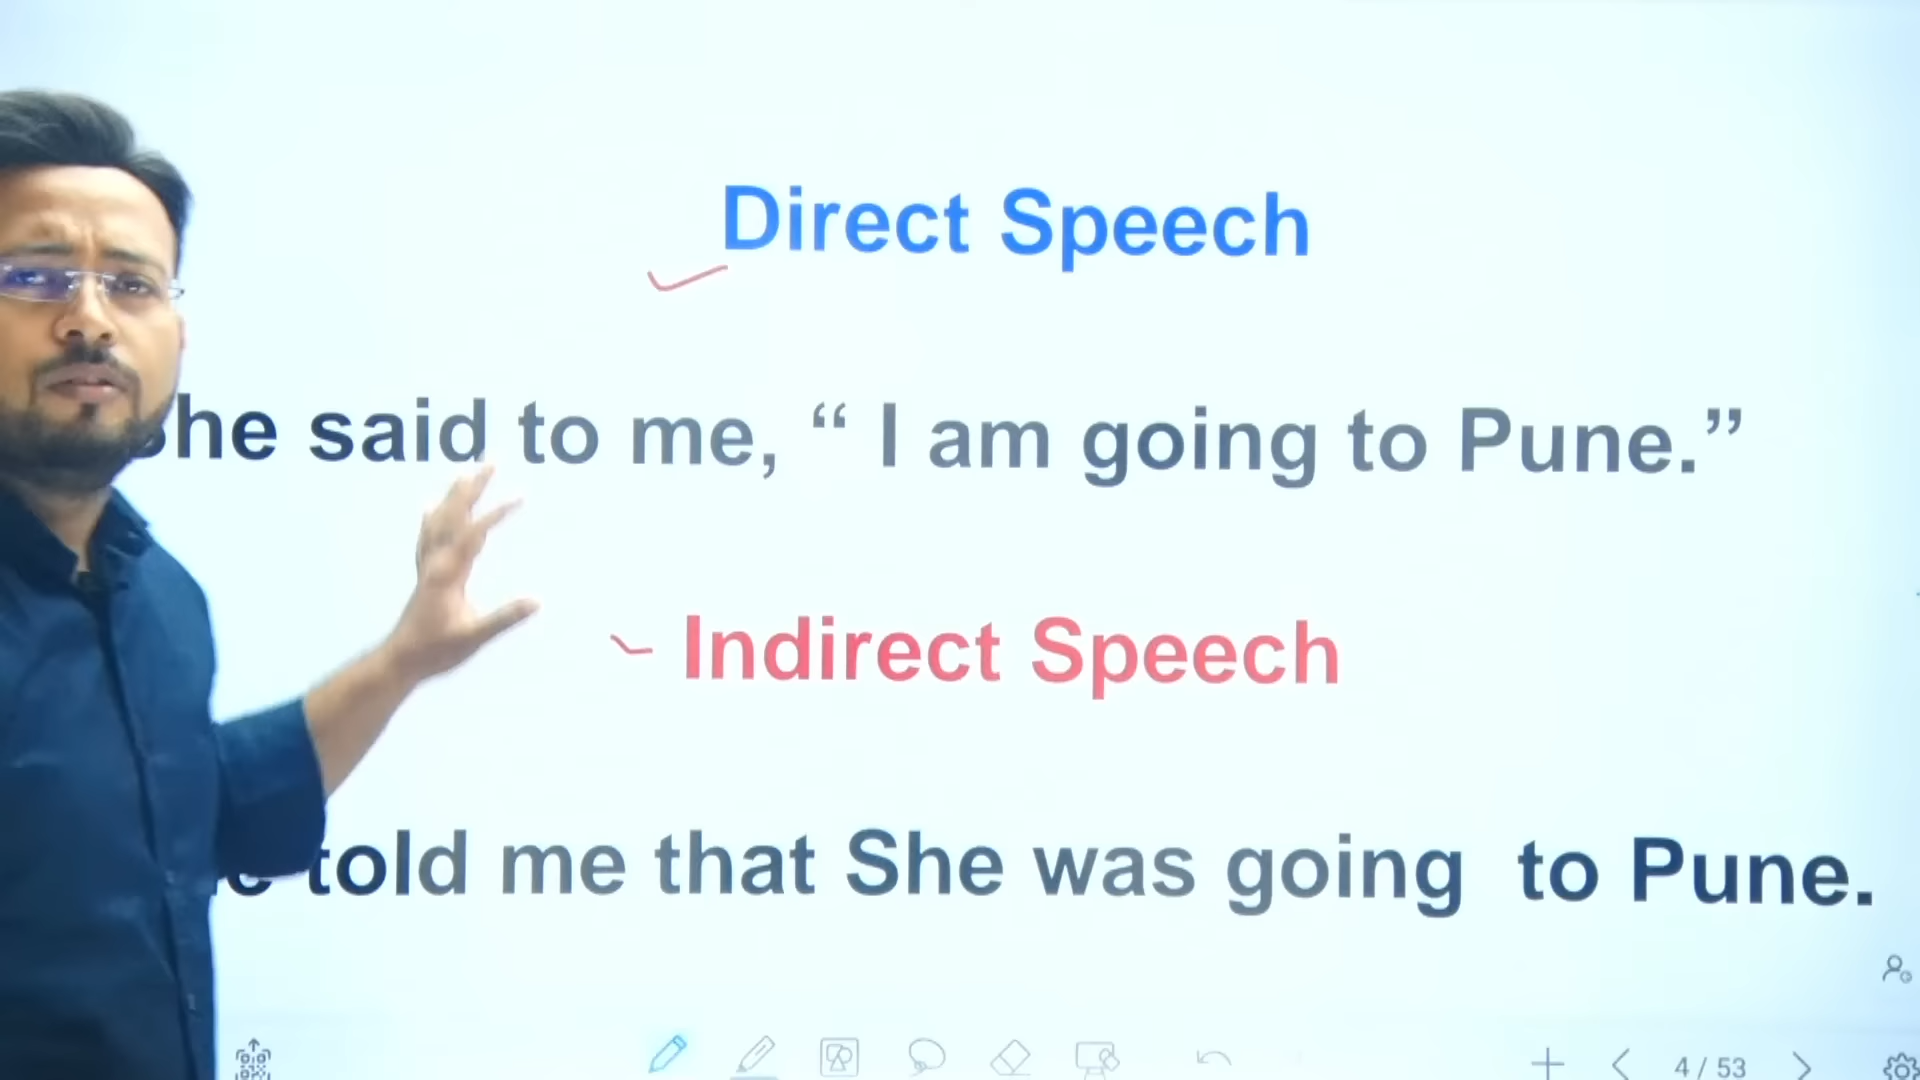 Direct Speech
She said to me, “ I am going to Pune.”
Indirect Speech
told me that She was going to Pune.
4 / 53